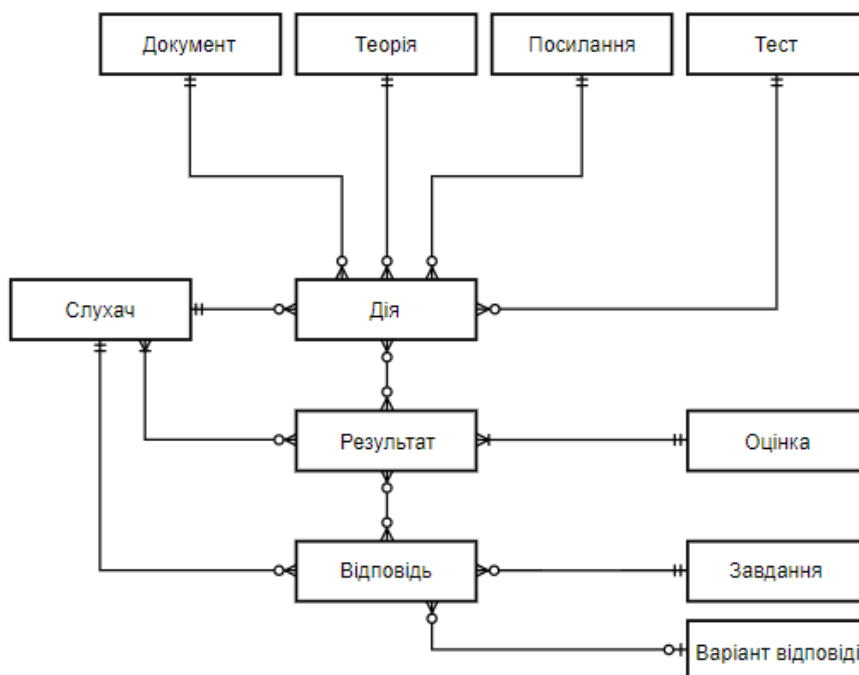 Документ
Теорія
Посилання
Тест
Слухач
Дія
Результат
Оцінка
Відповідь
Завдання
Варіант відповіді